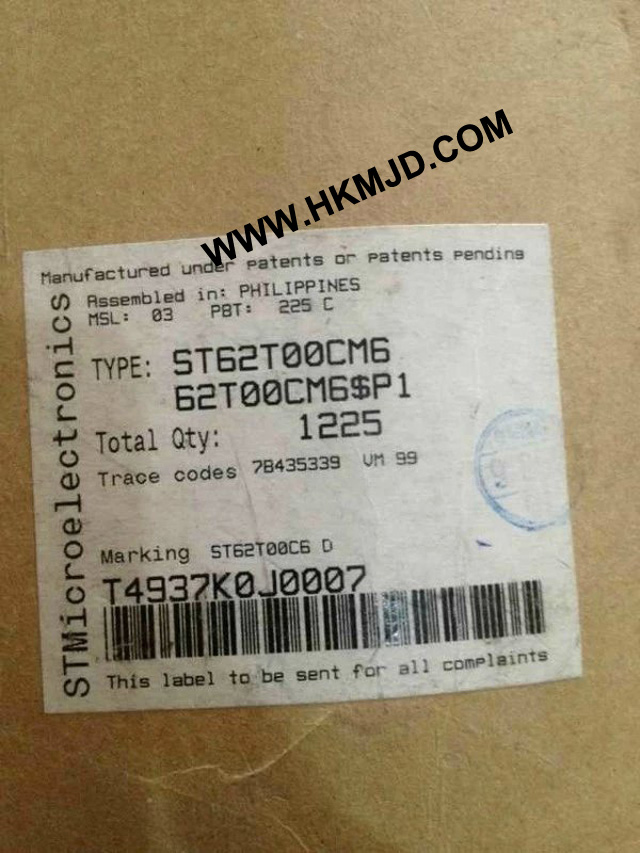 WWW.HKMJD.COM
Manufactured under patents or patents pending
Assembled in: PHILIPPINES
MSL: 03 PBT: 225 C
TYPE: ST62T00CM6
62T00CM6$P1
Total Qty: 1225
Trace codes 7B435339 VM 99
Marking ST62T00C6 D
T4937K0J0007
This label to be sent for all complaints
STMicroelectronics